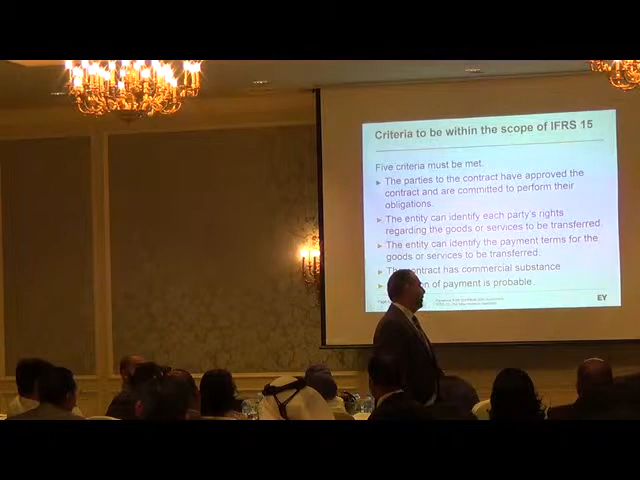 Criteria to be within the scope of IFRS 15
Five criteria must be met.
► The parties to the contract have approved the
contract and are committed to perform their
obligations.
► The entity can identify each party's rights
regarding the goods or services to be transferred.
► The entity can identify the payment terms for the
goods or services to be transferred.
► contract has commercial substance
► of payment is probable.
EY